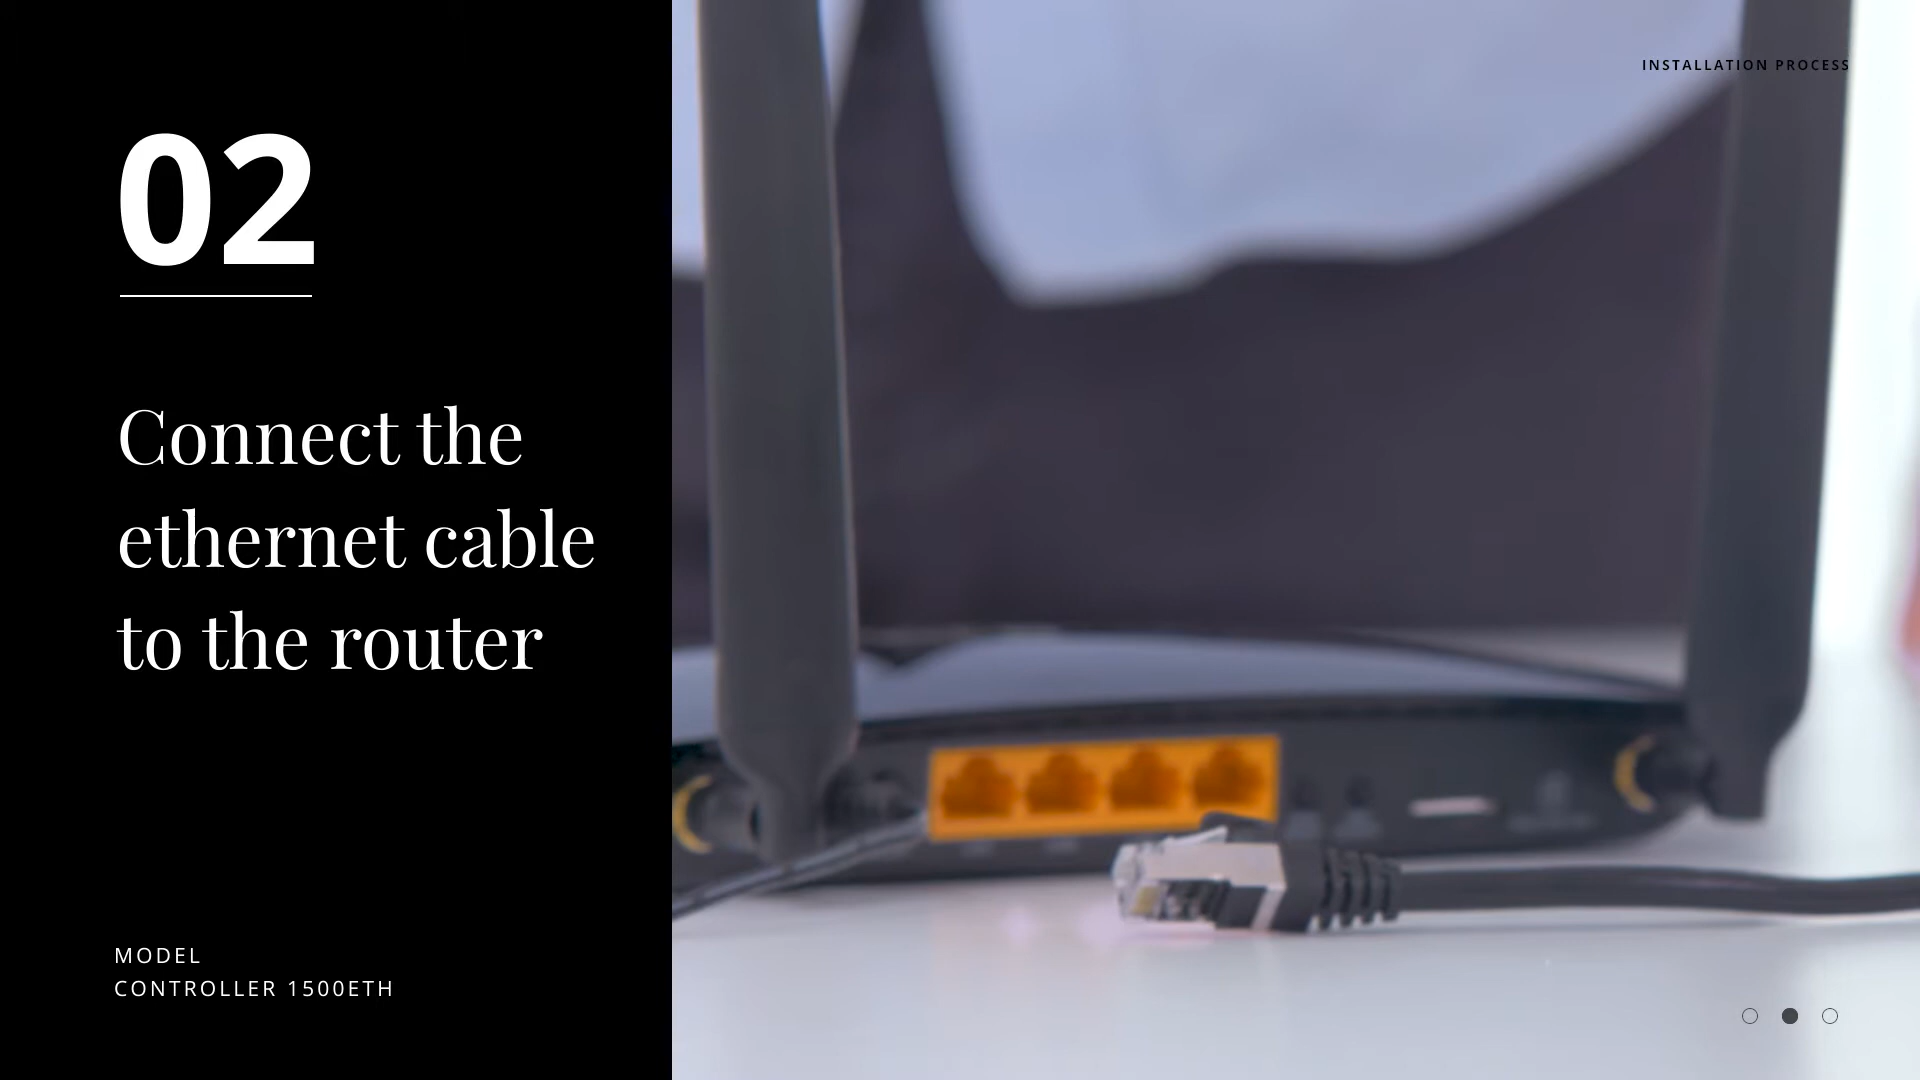 INSTALLATION PROCESS
02
Connect the
ethernet cable
to the router
MODEL
CONTROLLER 1500ETH